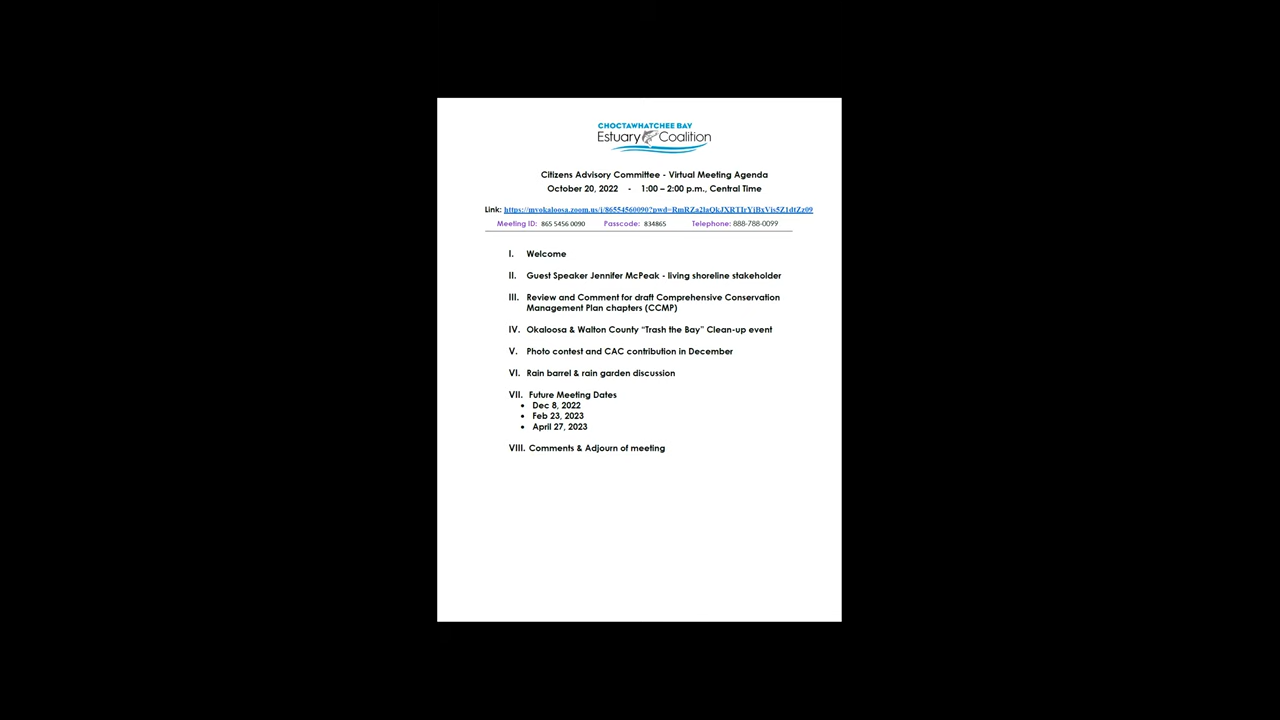 CHOCTAWHATCHEE BAY
Estuary Coalition
Citizens Advisory Committee - Virtual Meeting Agenda
October 20, 2022 - 1:00 – 2:00 p.m., Central Time
Link:
Meeting ID: 865 5456 0090 Passcode: 834865 Telephone: 888-788-0099
I. Welcome
II. Guest Speaker Jennifer McPeak - living shoreline stakeholder
III. Review and Comment for draft Comprehensive Conservation
Management Plan chapters (CCMP)
IV. Okaloosa & Walton County “Trash the Bay” Clean-up event
V. Photo contest and CAC contribution in December
VI. Rain barrel & rain garden discussion
VII. Future Meeting Dates
• Dec 8, 2022
• Feb 23, 2023
• April 27, 2023
VIII. Comments & Adjourn of meeting